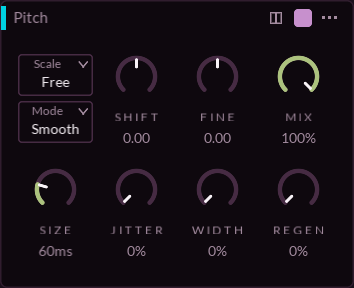 Pitch
Scale
Free
Mode
Smooth
SHIFT FINE MIX
0.00 0.00 100%
SIZE JITTER WIDTH REGEN
60ms 0% 0% 0%